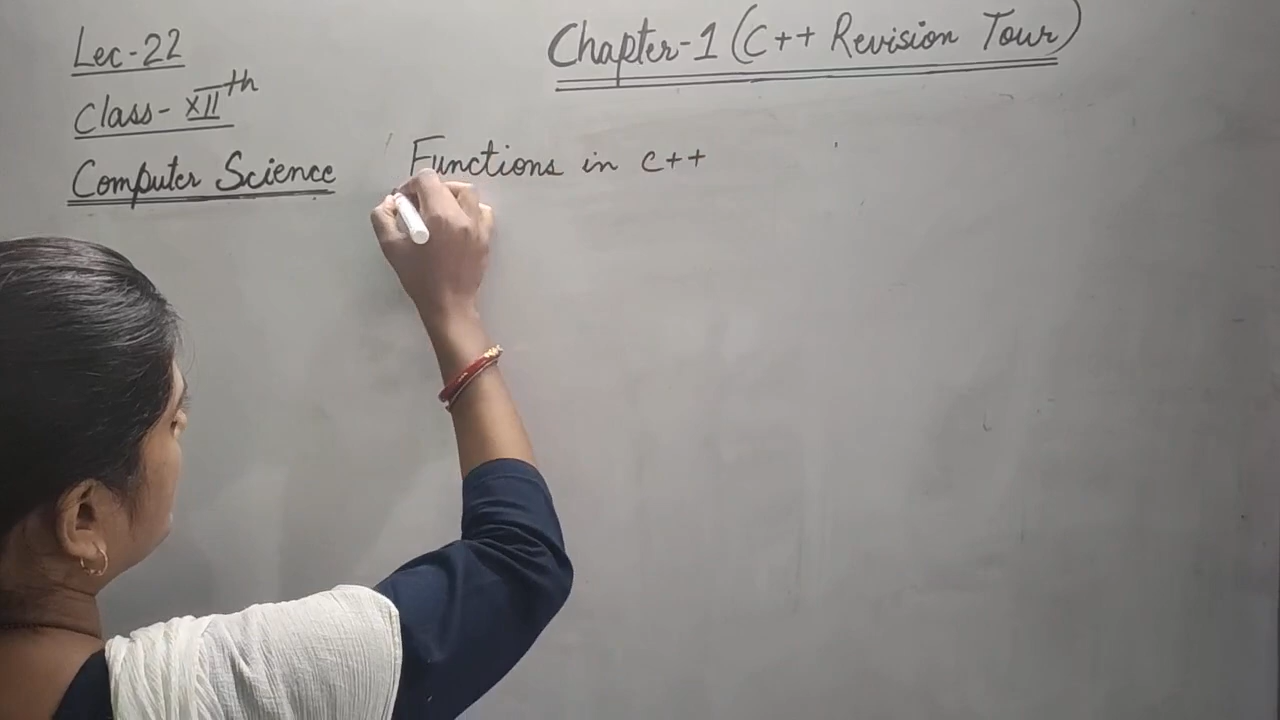 Lec-22
Chapter-1 (C++ Revision Tour)
Class- XIIth
Computer Science
Functions in C++